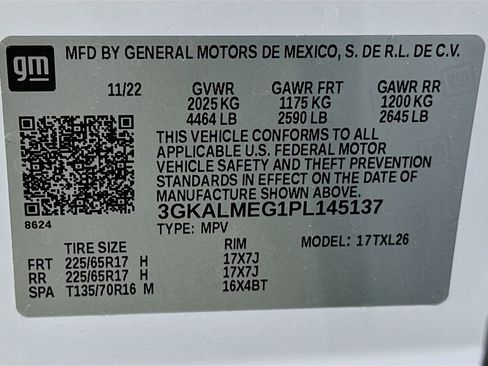 gm
MFD BY GENERAL MOTORS DE MEXICO, S. DE R.L. DE C.V.
11/22 GVWR GAWR FRT GAWR RR
2025 KG 1175 KG 1200 KG
4464 LB 2590 LB 2645 LB
THIS VEHICLE CONFORMS TO ALL
APPLICABLE U.S. FEDERAL MOTOR
VEHICLE SAFETY AND THEFT PREVENTION
STANDARDS IN EFFECT ON THE DATE OF
MANUFACTURE SHOWN ABOVE.
8624 3GKALMEG1PL145137
TYPE: MPV
TIRE SIZE RIM MODEL: 17TXL26
FRT 225/65R17 H 17X7J
RR 225/65R17 H 17X7J
SPA T135/70R16 M 16X4BT